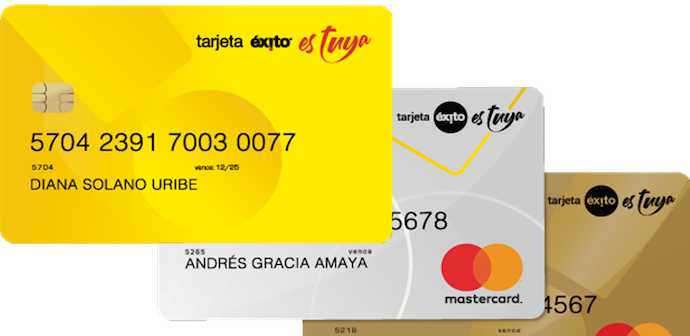 tarjeta éxito es tuya
5704 2391 7003 0077
5704 vence: 12/25
DIANA SOLANO URIBE
tarjeta éxito es tuya
5678
5265 vence
ANDRÉS GRACIA AMAYA
mastercard.
tarjeta éxito es tuya
4567
5218